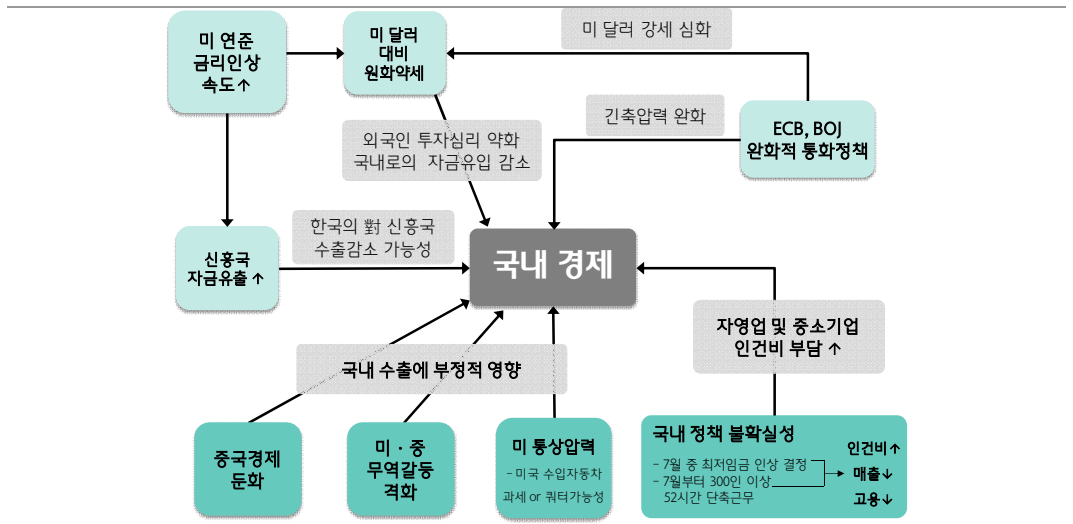 미 연준
금리인상
속도↑
미 달러
대비
원화약세
미 달러 강세 심화
긴축압력 완화
ECB, BOJ
완화적 통화정책
외국인 투자심리 약화
국내로의 자금유입 감소
한국의 對 신흥국
수출감소 가능성
신흥국
자금유출 ↑
국내 경제
자영업 및 중소기업
인건비 부담 ↑
국내 수출에 부정적 영향
중국경제
둔화
미 · 중
무역갈등
격화
미 통상압력
- 미국 수입자동차
과세 or 쿼터가능성
국내 정책 불확실성
- 7월 중 최저임금 인상 결정
- 7월부터 300인 이상
52시간 단축근무
인건비↑
매출↓
고용↓